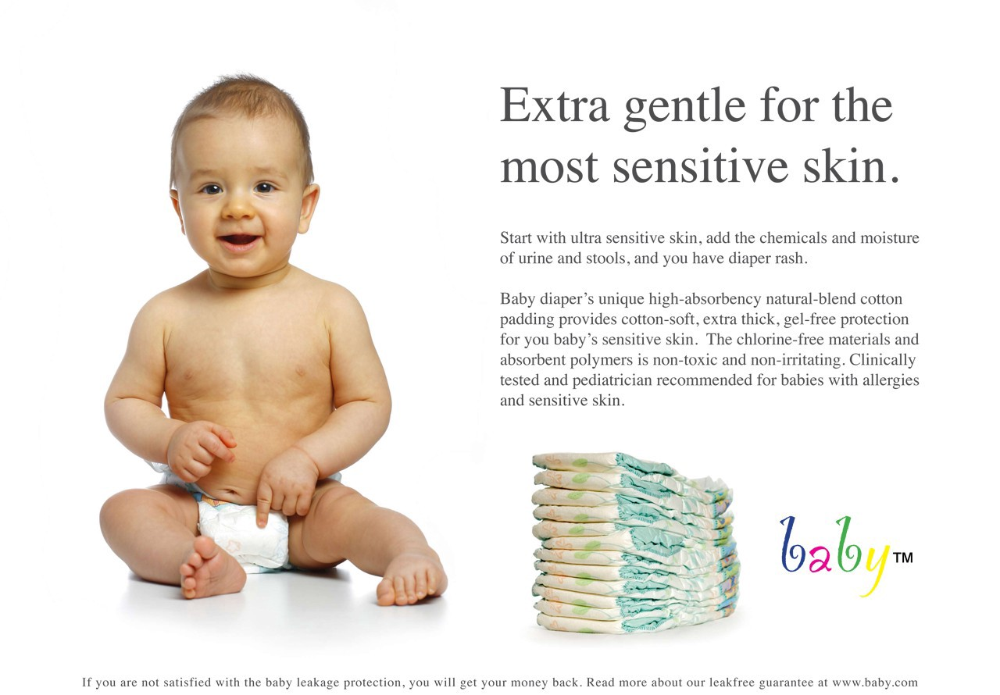 Extra gentle for the
most sensitive skin.
Start with ultra sensitive skin, add the chemicals and moisture
of urine and stools, and you have diaper rash.
Baby diaper’s unique high-absorbency natural-blend cotton
padding provides cotton-soft, extra thick, gel-free protection
for you baby’s sensitive skin.  The chlorine-free materials and
absorbent polymers is non-toxic and non-irritating. Clinically
tested and pediatrician recommended for babies with allergies
and sensitive skin.
baby™
If you are not satisfied with the baby leakage protection, you will get your money back. Read more about our leakfree guarantee at www.baby.com